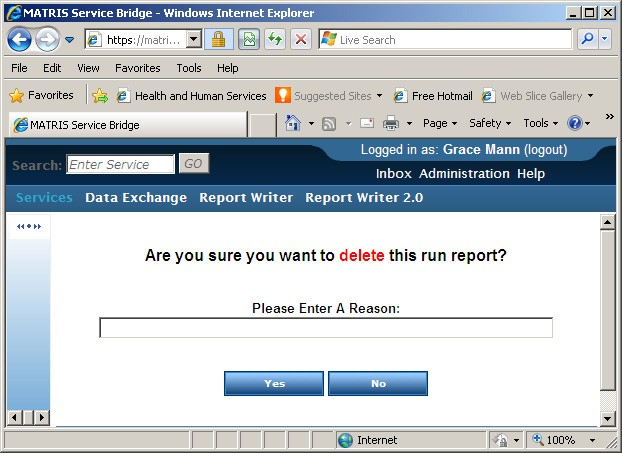 MATRIS Service Bridge - Windows Internet Explorer
https://matri...
Live Search
File Edit View Favorites Tools Help
Favorites Health and Human Services Suggested Sites Free Hotmail Web Slice Gallery
MATRIS Service Bridge Page Safety Tools
Logged in as: Grace Mann (logout)
Search: Enter Service GO
Inbox Administration Help
Services Data Exchange Report Writer Report Writer 2.0
Are you sure you want to delete this run report?
Please Enter A Reason:
Yes No
Internet 100%